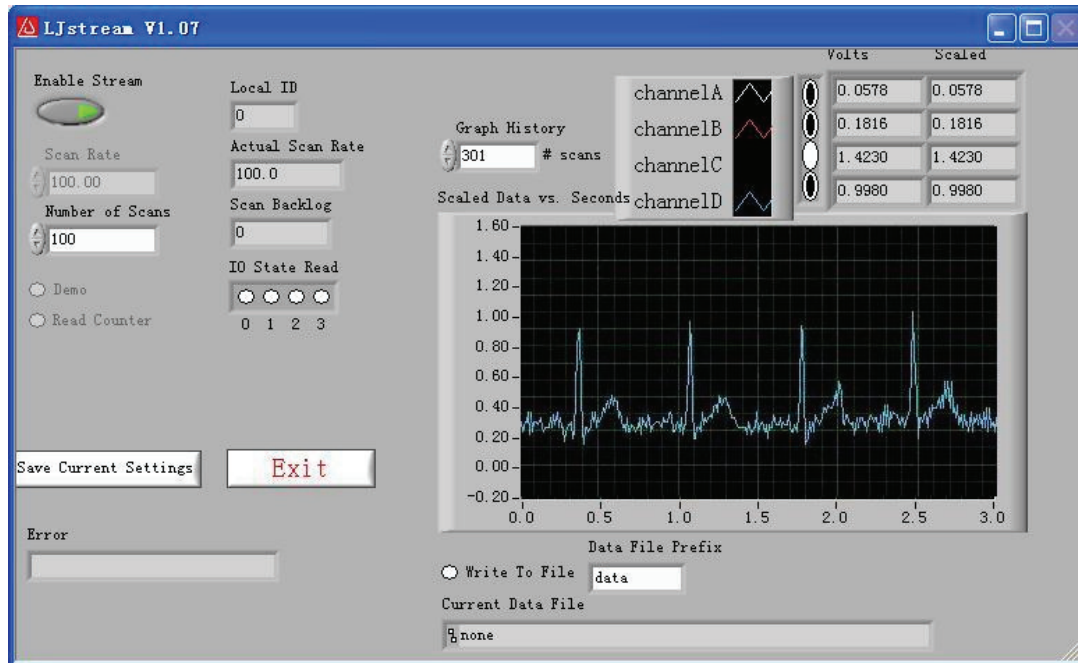 LJstream V1.07
Enable Stream
Scan Rate
100.00
Number of Scans
100
Demo
Read Counter
Local ID
0
Actual Scan Rate
100.0
Scan Backlog
0
IO State Read
0 1 2 3
Save Current Settings
Exit
Error
Graph History
301 # scans
channelA
channelB
channelC
channelD
Volts Scaled
0.0578 0.0578
0.1816 0.1816
1.4230 1.4230
0.9980 0.9980
Scaled Data vs. Seconds
1.60
1.40
1.20
1.00
0.80
0.60
0.40
0.20
0.00
-0.20
0.0 0.5 1.0 1.5 2.0 2.5 3.0
Data File Prefix
Write To File data
Current Data File
none